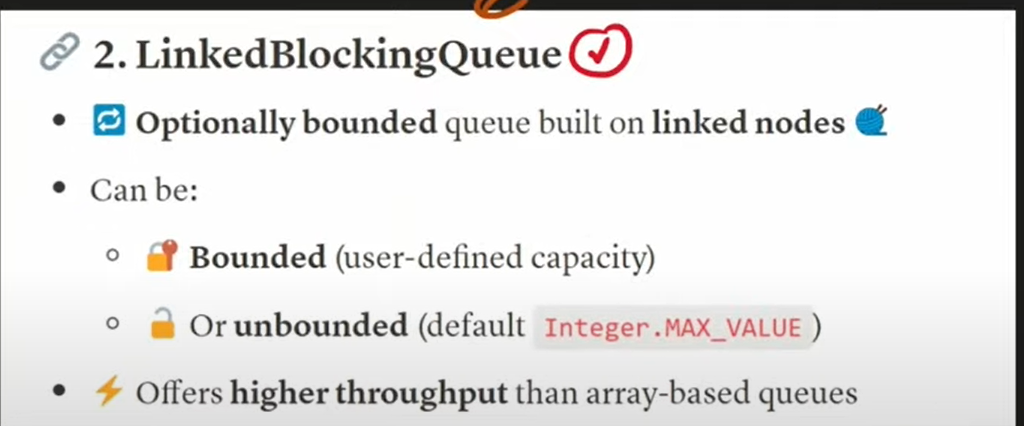 2. LinkedBlockingQueue
Optionally bounded queue built on linked nodes
Can be:
Bounded (user-defined capacity)
Or unbounded (default Integer.MAX_VALUE )
Offers higher throughput than array-based queues